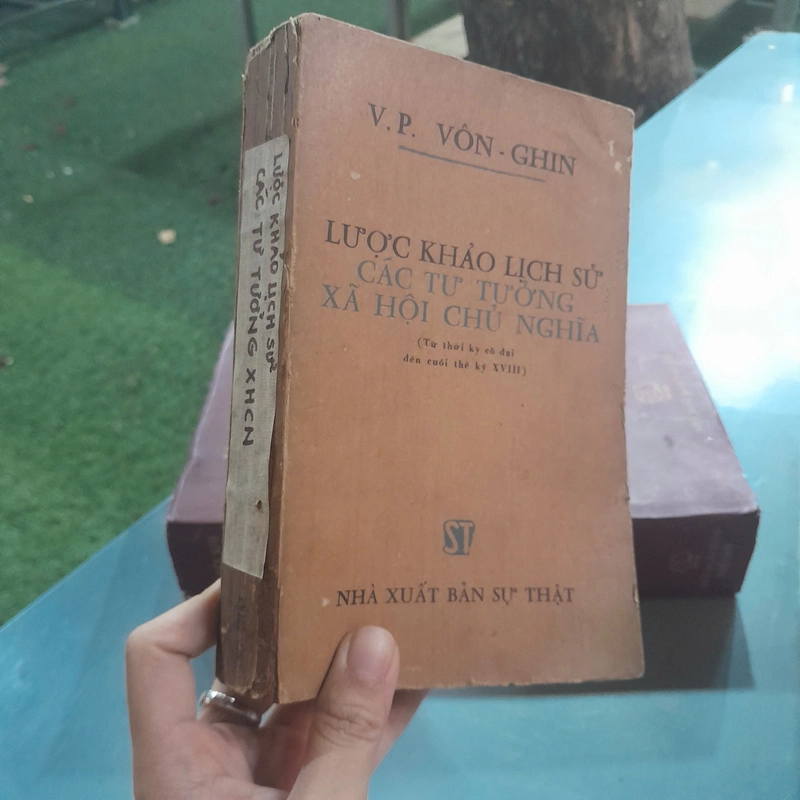 V.P. VÔN-GHIN
LƯỢC KHẢO LỊCH SỬ
CÁC TƯ TƯỞNG
XÃ HỘI CHỦ NGHĨA
(Từ thời kỳ cổ đại
đến cuối thế kỷ XVIII)
ST
NHÀ XUẤT BẢN SỰ THẬT
LƯỢC KHẢO LỊCH SỬ
CÁC TƯ TƯỞNG XHCN